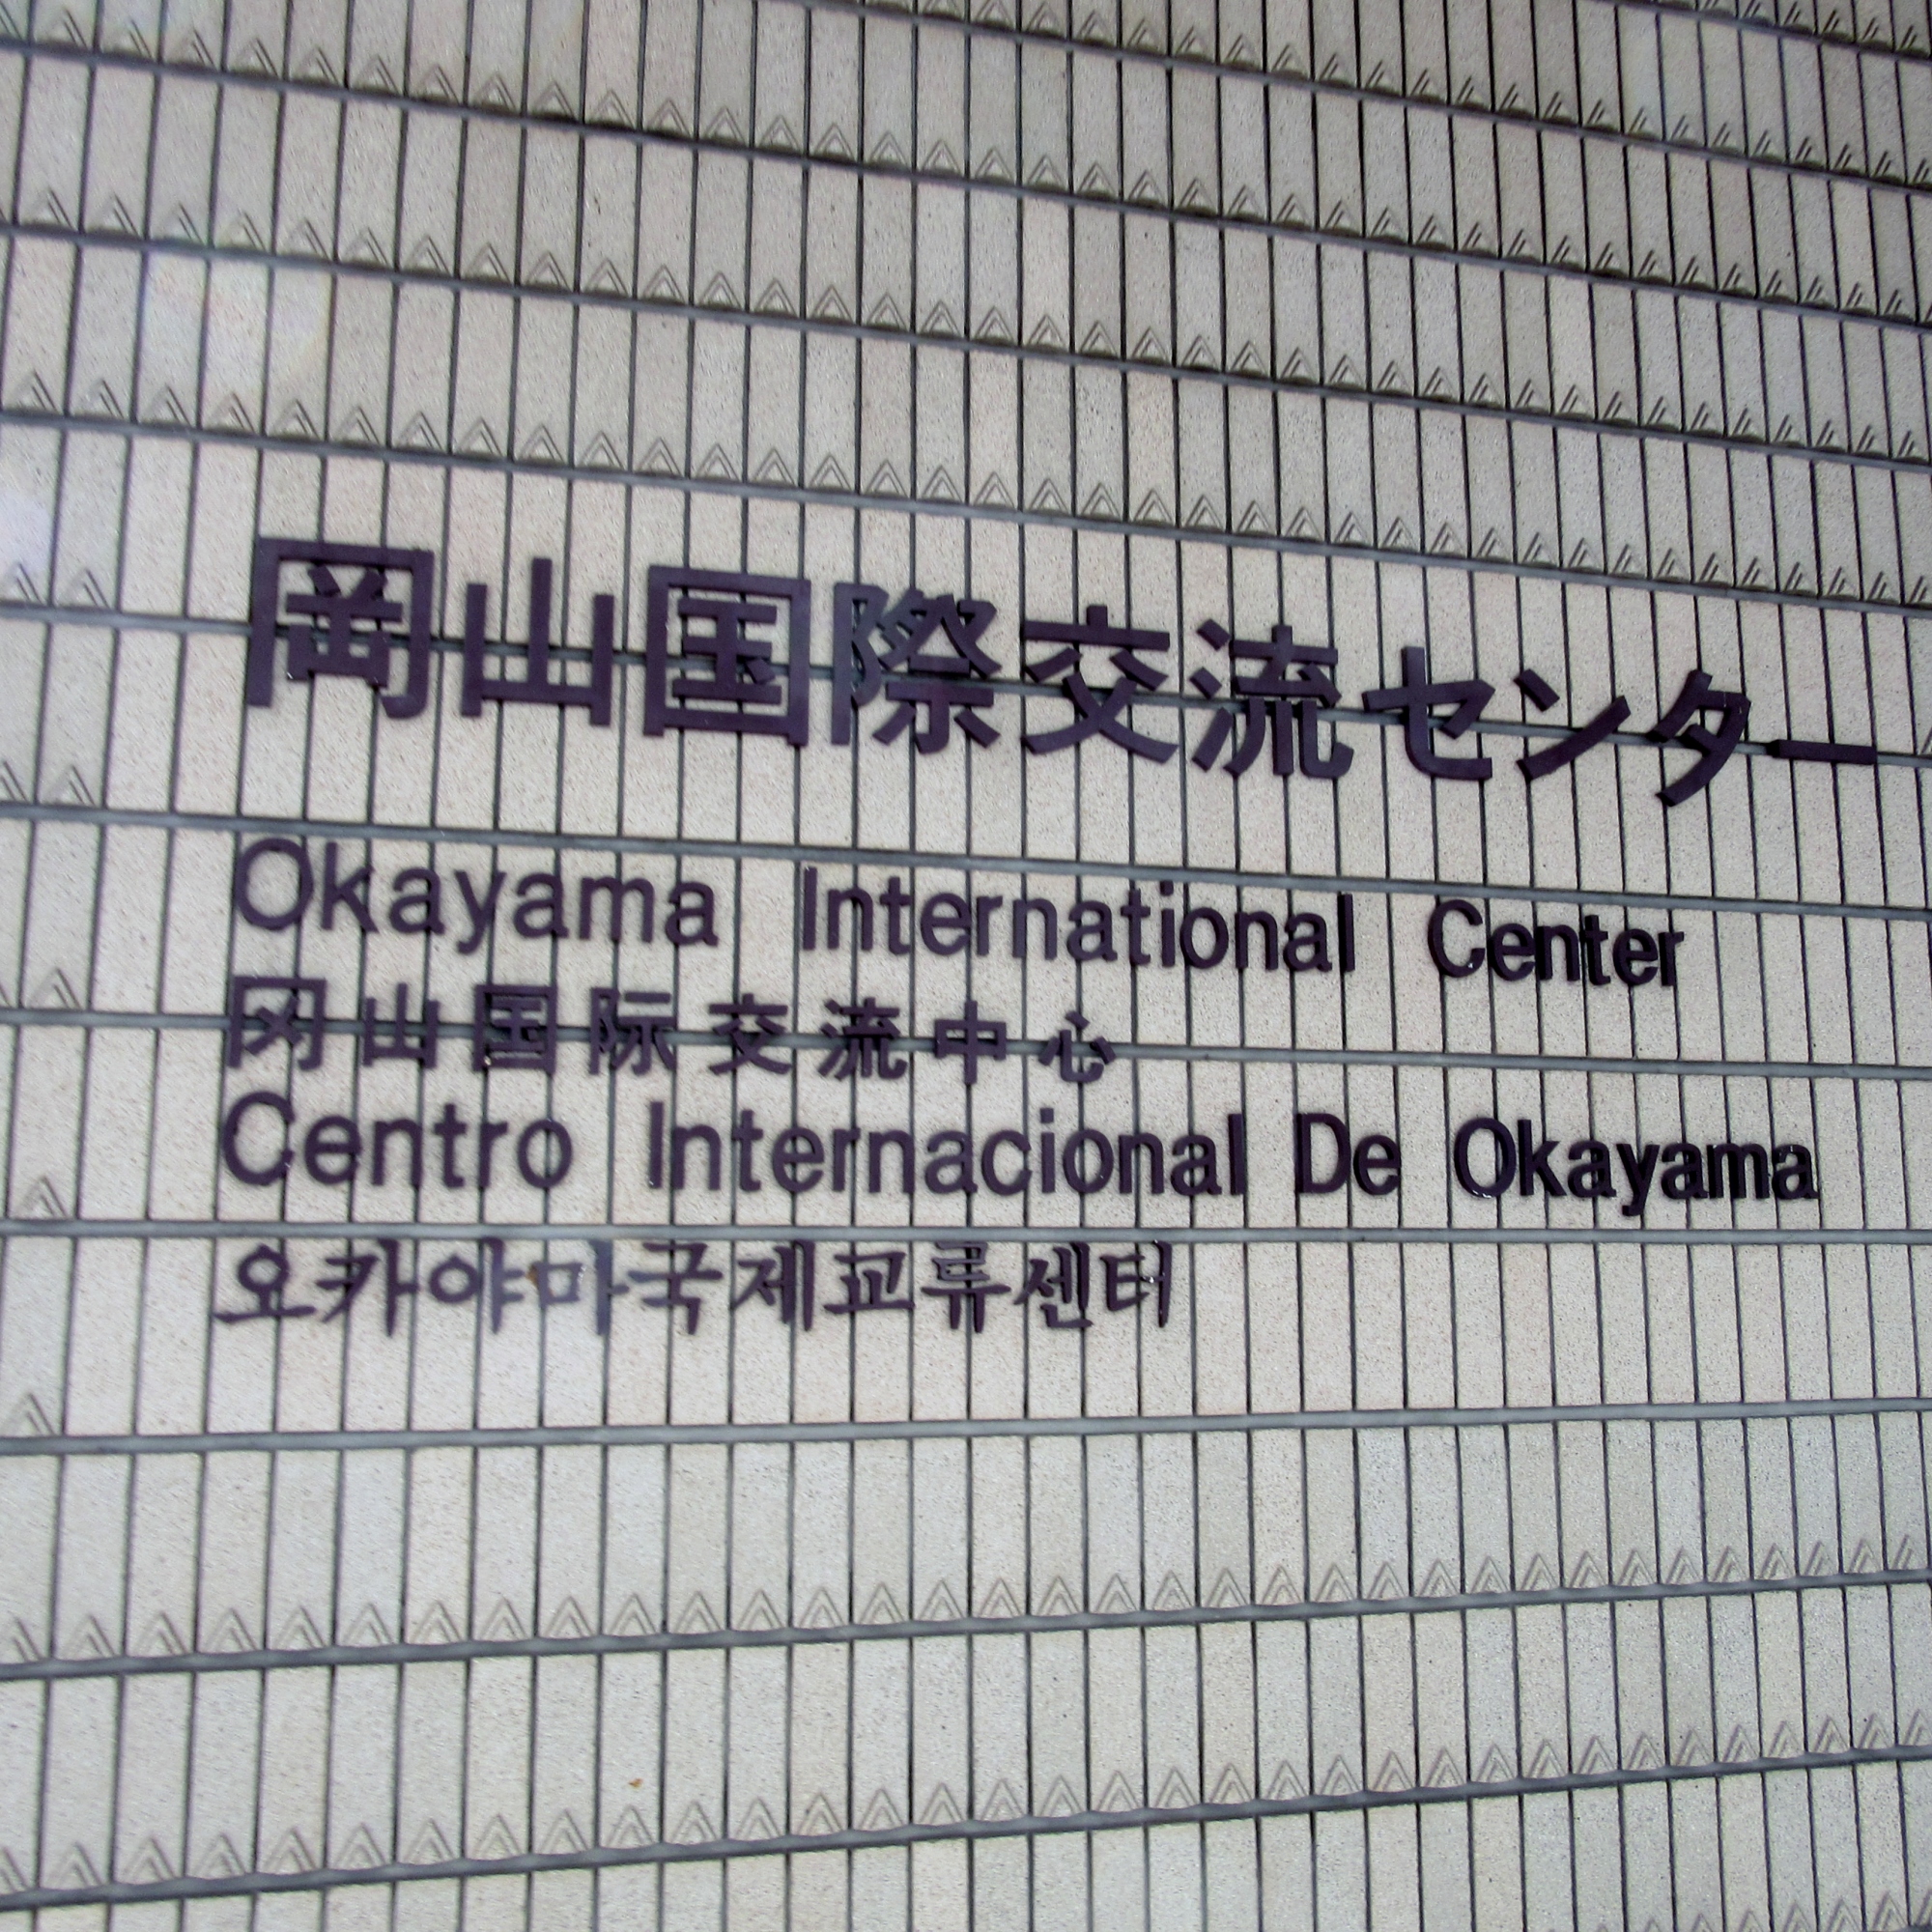 岡山国際交流センター
Okayama International Center
冈山国际交流中心
Centro Internacional De Okayama
오카야마국제교류센터